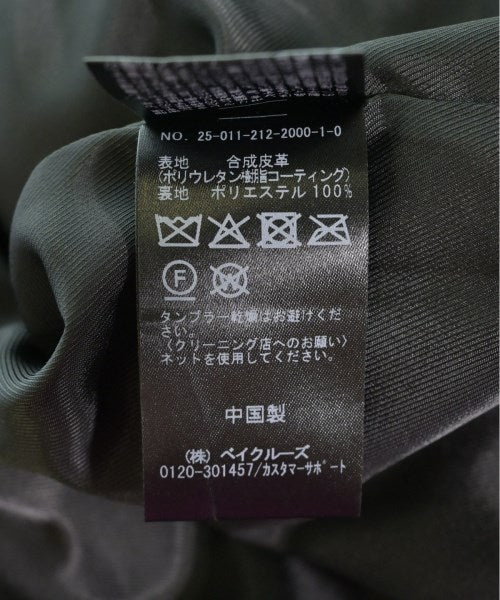 NO. 25-011-212-2000-1-0
表地 合成皮革
(ポリウレタン樹脂コーティング)
裏地 ポリエステル 100%
F
W
タンブラー乾燥はお避けくだ
さい。
〈クリーニング店へのお願い〉
ネットを使用してください。
中国製
(株) ベイクルーズ
0120-301457/カスタマーサポート